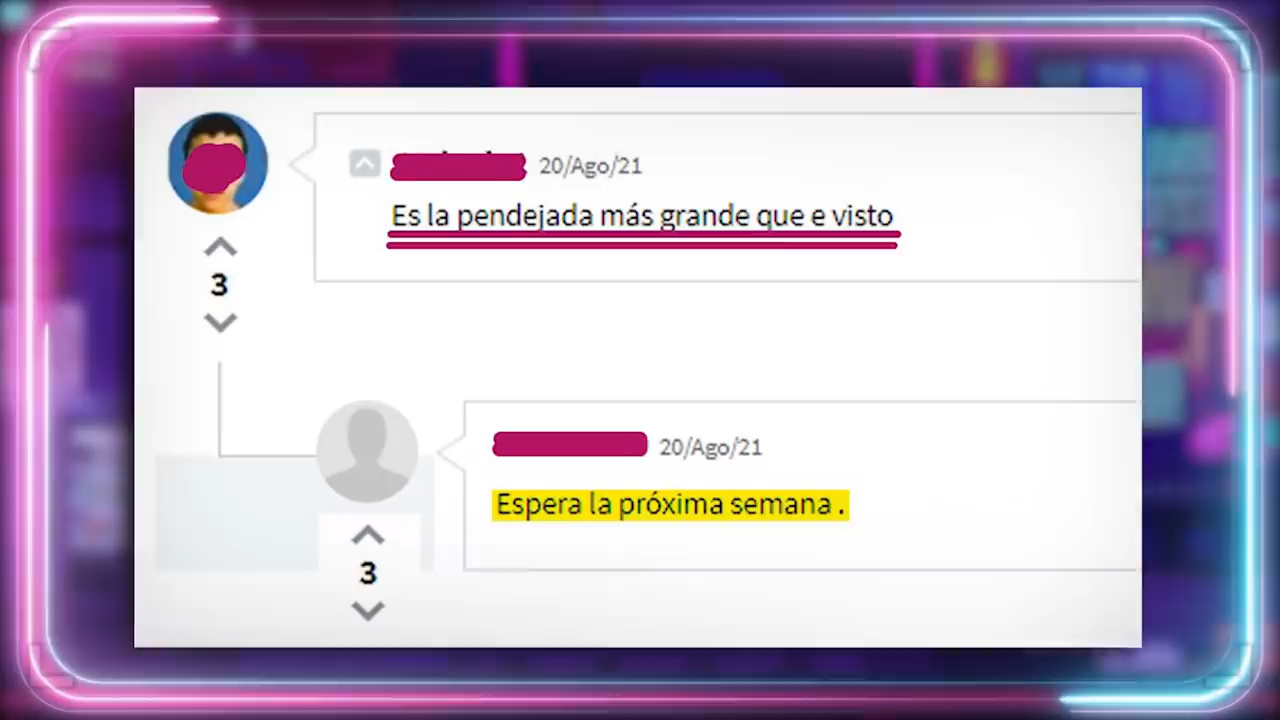 20/Ago/21
Es la pendejada más grande que e visto
3
20/Ago/21
Espera la próxima semana .
3